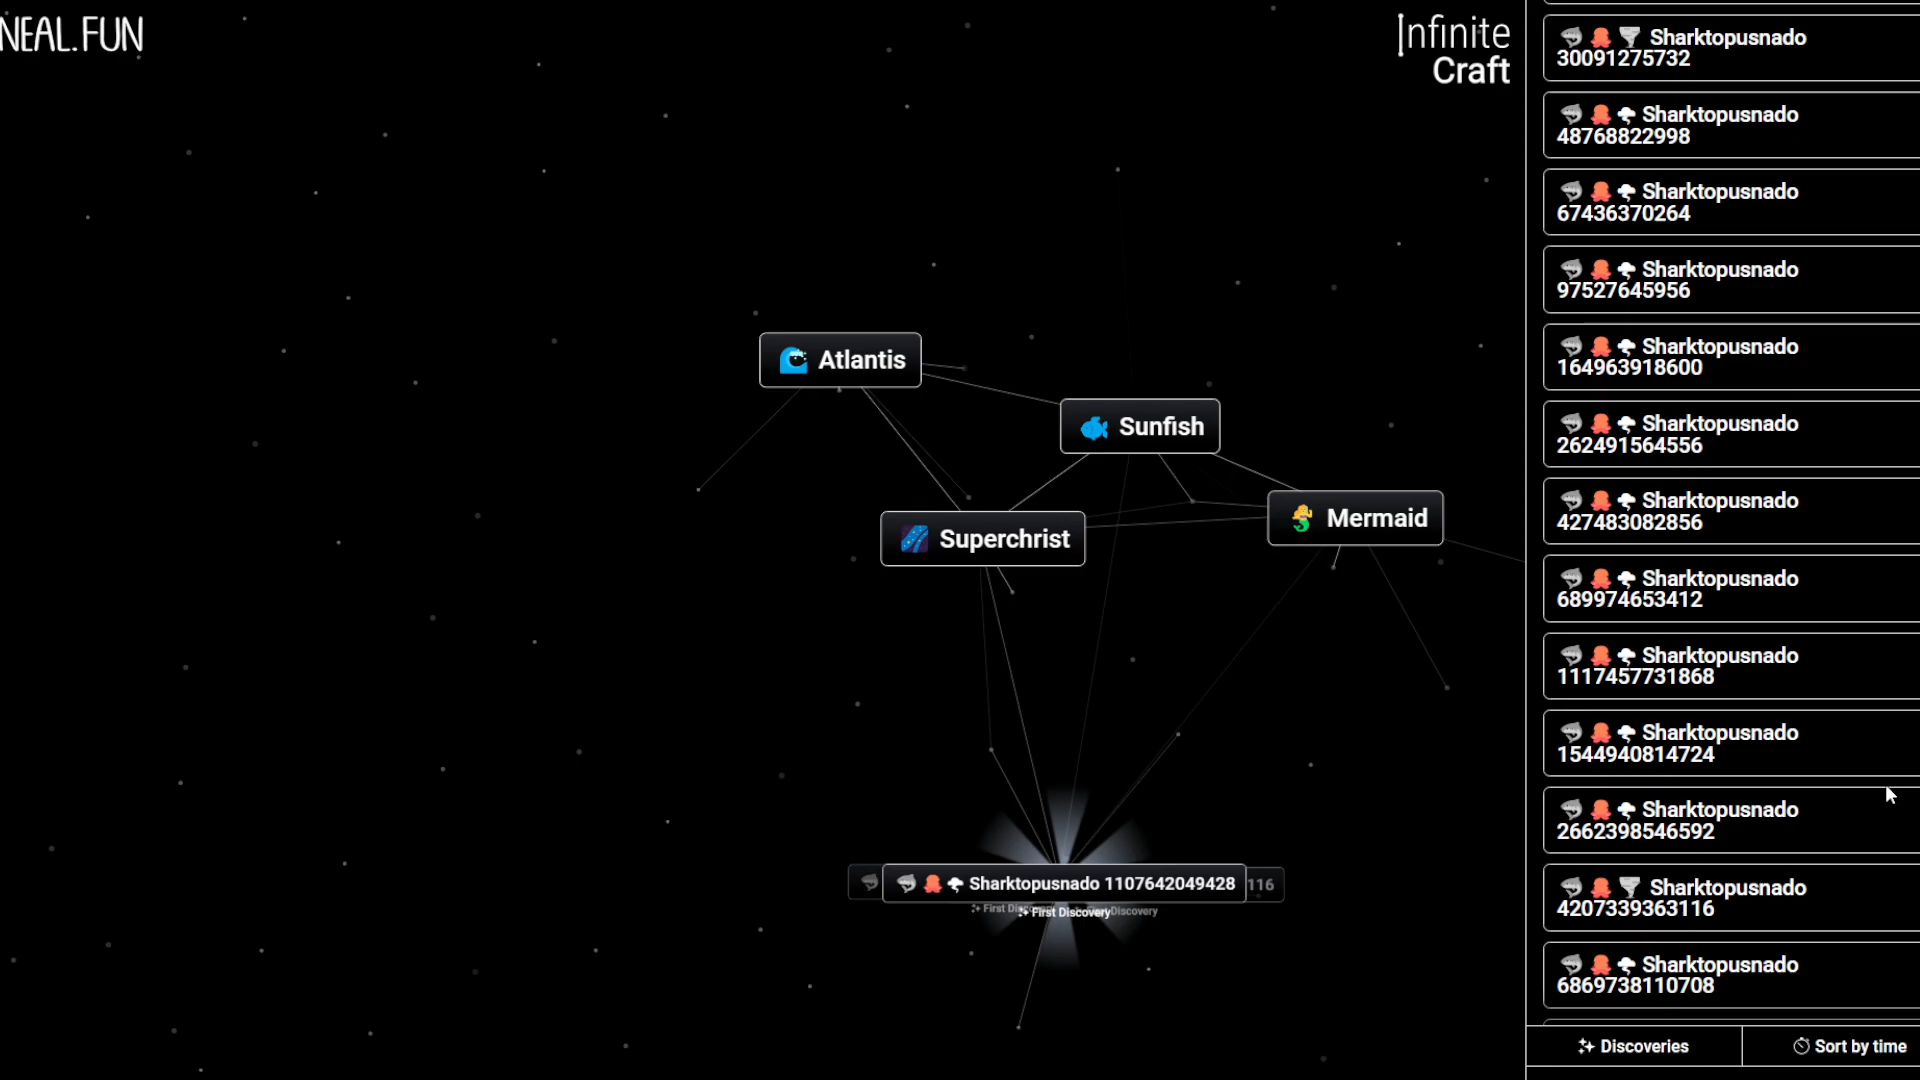 NEAL.FUN
Infinite
Craft
Atlantis
Sunfish
Mermaid
Superchrist
Sharktopusnado 1107642049428
116
First Discovery
Discovery
Sharktopusnado
30091275732
Sharktopusnado
48768822998
Sharktopusnado
67436370264
Sharktopusnado
97527645956
Sharktopusnado
164963918600
Sharktopusnado
262491564556
Sharktopusnado
427483082856
Sharktopusnado
689974653412
Sharktopusnado
1117457731868
Sharktopusnado
1544940814724
Sharktopusnado
2662398546592
Sharktopusnado
4207339363116
Sharktopusnado
6869738110708
Discoveries
Sort by time